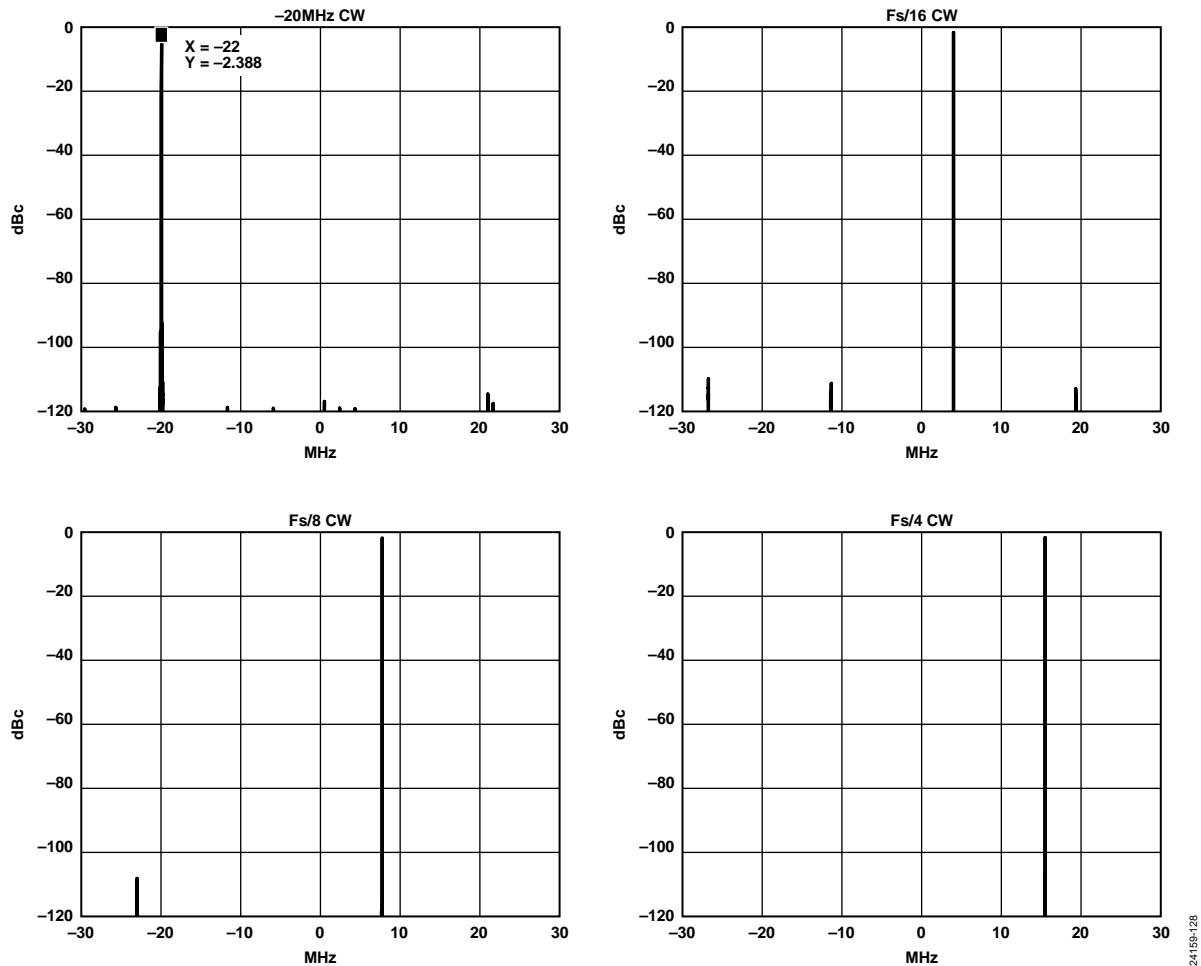 –20MHz CW
0
–20
–40
–60
–80
–100
–120
dBc
X = –22
Y = –2.388
–30 –20 –10 0 10 20 30
MHz
Fs/16 CW
0
–20
–40
–60
–80
–100
–120
dBc
–30 –20 –10 0 10 20 30
MHz
Fs/8 CW
0
–20
–40
–60
–80
–100
–120
dBc
–30 –20 –10 0 10 20 30
MHz
Fs/4 CW
0
–20
–40
–60
–80
–100
–120
dBc
–30 –20 –10 0 10 20 30
MHz
24159-128